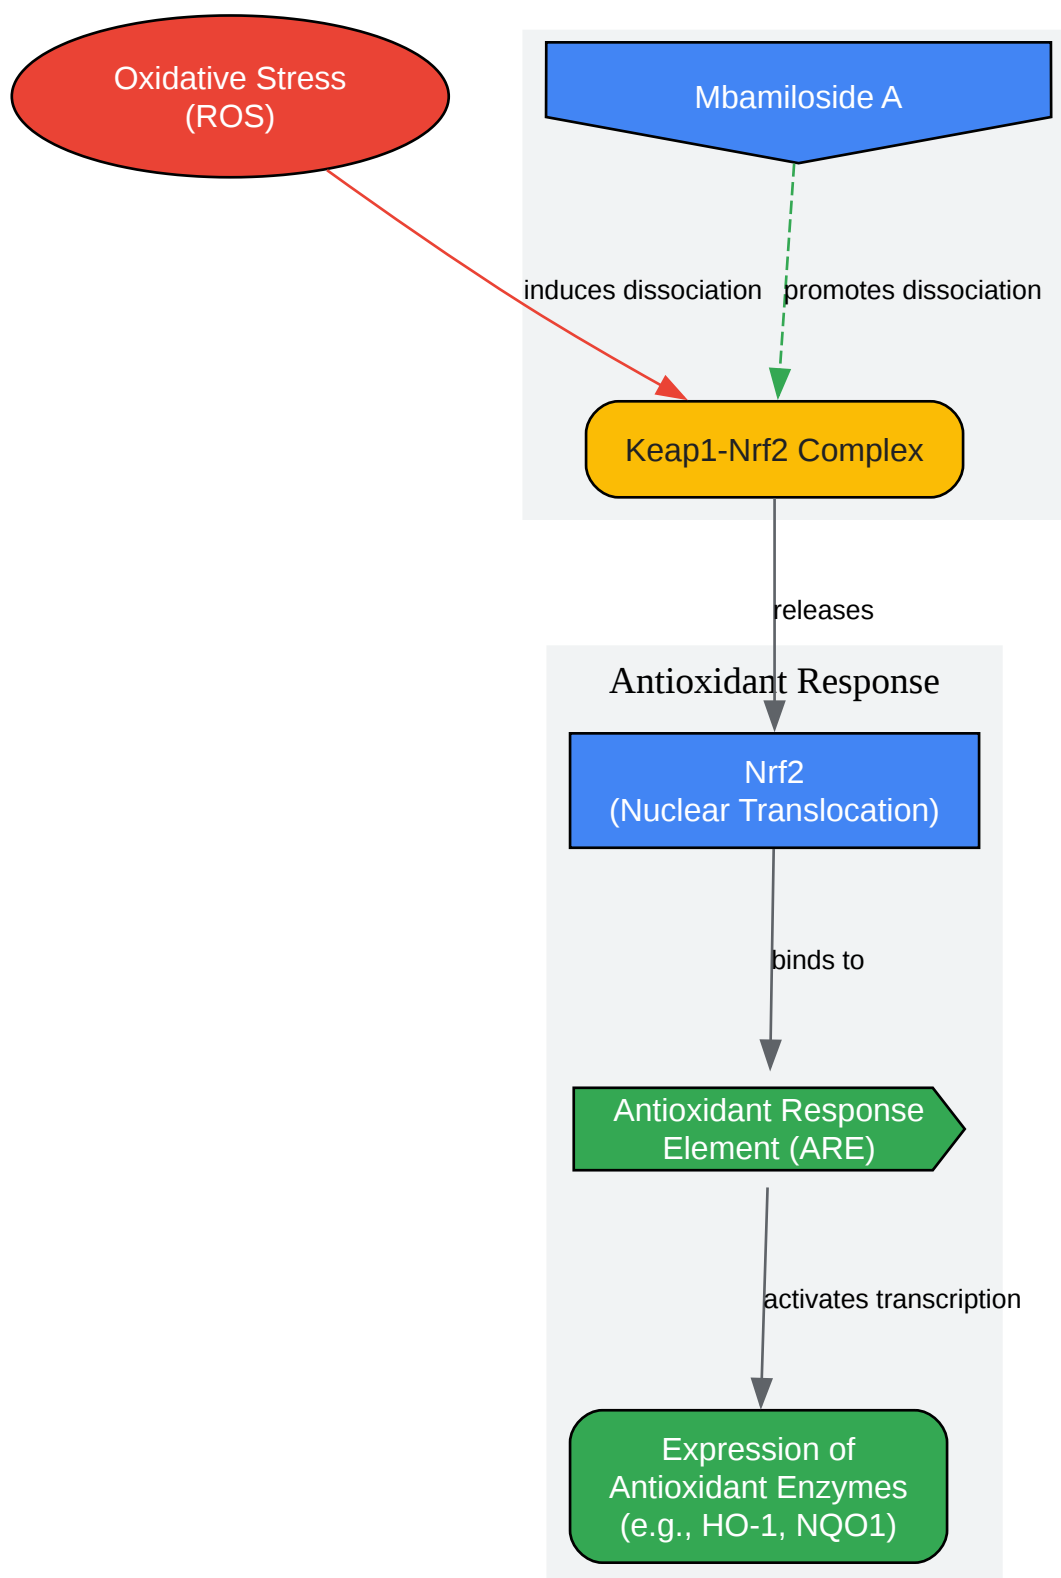 Oxidative Stress
(ROS)
Mbamiloside A
induces dissociation
promotes dissociation
Keap1-Nrf2 Complex
releases
Antioxidant Response
Nrf2
(Nuclear Translocation)
binds to
Antioxidant Response
Element (ARE)
activates transcription
Expression of
Antioxidant Enzymes
(e.g., HO-1, NQO1)